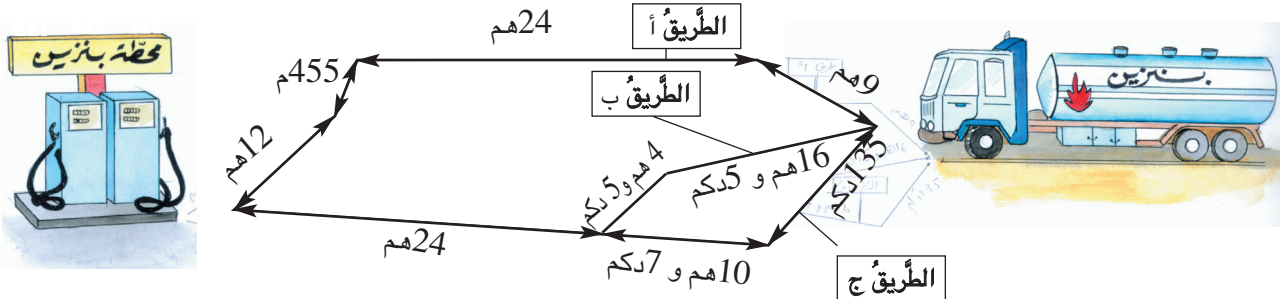 محطّة بنزين
الطَّريقُ أ
24هم
9هم
455م
12هم
الطَّريقُ ب
4هم و5دكم
16هم و 5دكم
135دكم
24هم
10هم و 7دكم
الطَّريقُ ج
بنزين